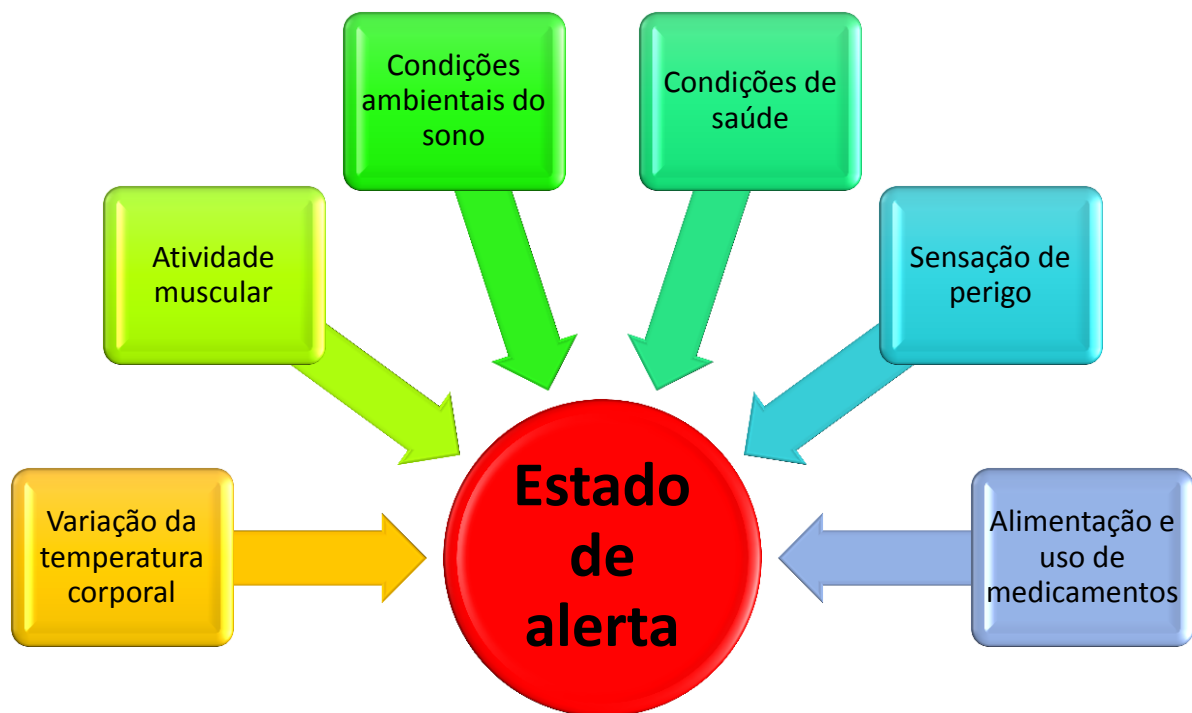 Condições
ambientais do
sono
Condições de
saúde
Atividade
muscular
Sensação de
perigo
Variação da
temperatura
corporal
Estado
de
alerta
Alimentação e
uso de
medicamentos